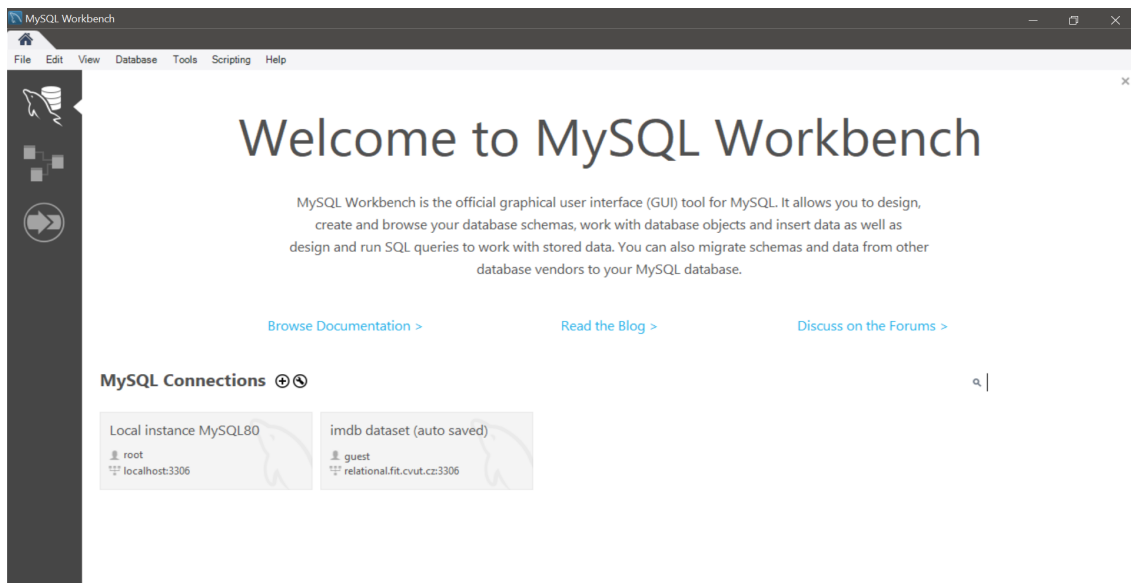 MySQL Workbench
File Edit View Database Tools Scripting Help
Welcome to MySQL Workbench
MySQL Workbench is the official graphical user interface (GUI) tool for MySQL. It allows you to design,
create and browse your database schemas, work with database objects and insert data as well as
design and run SQL queries to work with stored data. You can also migrate schemas and data from other
database vendors to your MySQL database.
Browse Documentation > Read the Blog > Discuss on the Forums >
MySQL Connections
Local instance MySQL80
root
localhost:3306
imdb dataset (auto saved)
guest
relational.fit.cvut.cz:3306